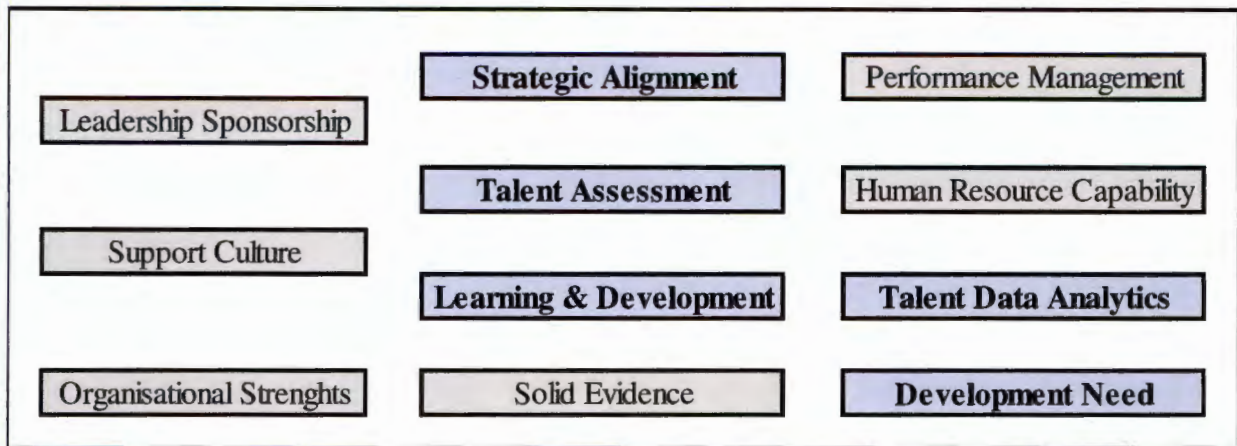 Leadership Sponsorship
Support Culture
Organisational Strenghts
Strategic Alignment
Talent Assessment
Learning & Development
Solid Evidence
Performance Management
Human Resource Capability
Talent Data Analytics
Development Need